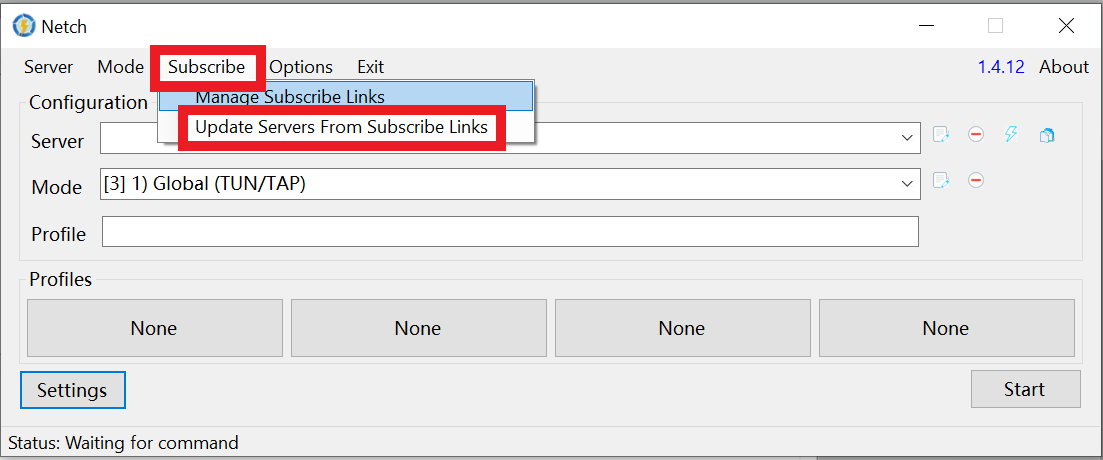 Netch
Server Mode Subscribe Options Exit 1.4.12 About
Manage Subscribe Links
Update Servers From Subscribe Links
Configuration
Server
Mode [3] 1) Global (TUN/TAP)
Profile
Profiles
None None None None
Settings Start
Status: Waiting for command